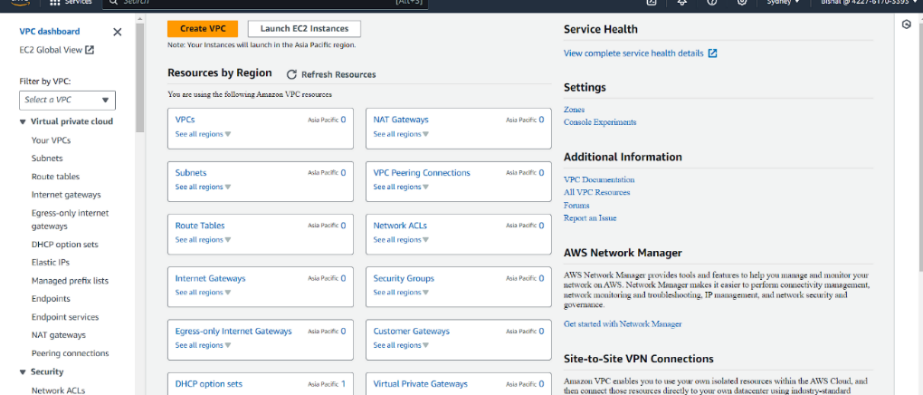 Services
[Alt+S]
Sydney
VPC dashboard
EC2 Global View
Filter by VPC:
Select a VPC
Virtual private cloud
Your VPCs
Subnets
Route tables
Internet gateways
Egress-only internet
gateways
DHCP option sets
Elastic IPs
Managed prefix lists
Endpoints
Endpoint services
NAT gateways
Peering connections
Security
Network ACLs
Create VPC
Launch EC2 Instances
Note: Your Instances will launch in the Asia Pacific region.
Resources by Region
Refresh Resources
You are using the following Amazon VPC resources
VPCs Asia Pacific 0
See all regions
NAT Gateways Asia Pacific 0
See all regions
Subnets Asia Pacific 0
See all regions
VPC Peering Connections Asia Pacific 0
See all regions
Route Tables Asia Pacific 0
See all regions
Network ACLs Asia Pacific 0
See all regions
Internet Gateways Asia Pacific 0
See all regions
Security Groups Asia Pacific 0
See all regions
Egress-only Internet Gateways Asia Pacific 0
See all regions
Customer Gateways Asia Pacific 0
See all regions
DHCP option sets Asia Pacific 1
Virtual Private Gateways Asia Pacific 0
Service Health
View complete service health details
Settings
Zones
Console Experiments
Additional Information
VPC Documentation
All VPC Resources
Forums
Report an Issue
AWS Network Manager
AWS Network Manager provides tools and features to help you manage and monitor your
network on AWS. Network Manager makes it easier to perform connectivity management,
network monitoring and troubleshooting, IP management, and network security and
governance.
Get started with Network Manager
Site-to-Site VPN Connections
Amazon VPC enables you to use your own isolated resources within the AWS Cloud, and
then connect those resources directly to your own datacenter using industry-standard